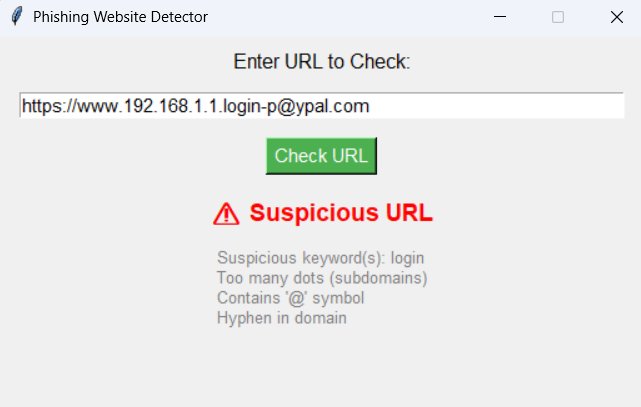 Phishing Website Detector
Enter URL to Check:
https://www.192.168.1.1.login-p@ypal.com
Check URL
⚠ Suspicious URL
Suspicious keyword(s): login
Too many dots (subdomains)
Contains '@' symbol
Hyphen in domain